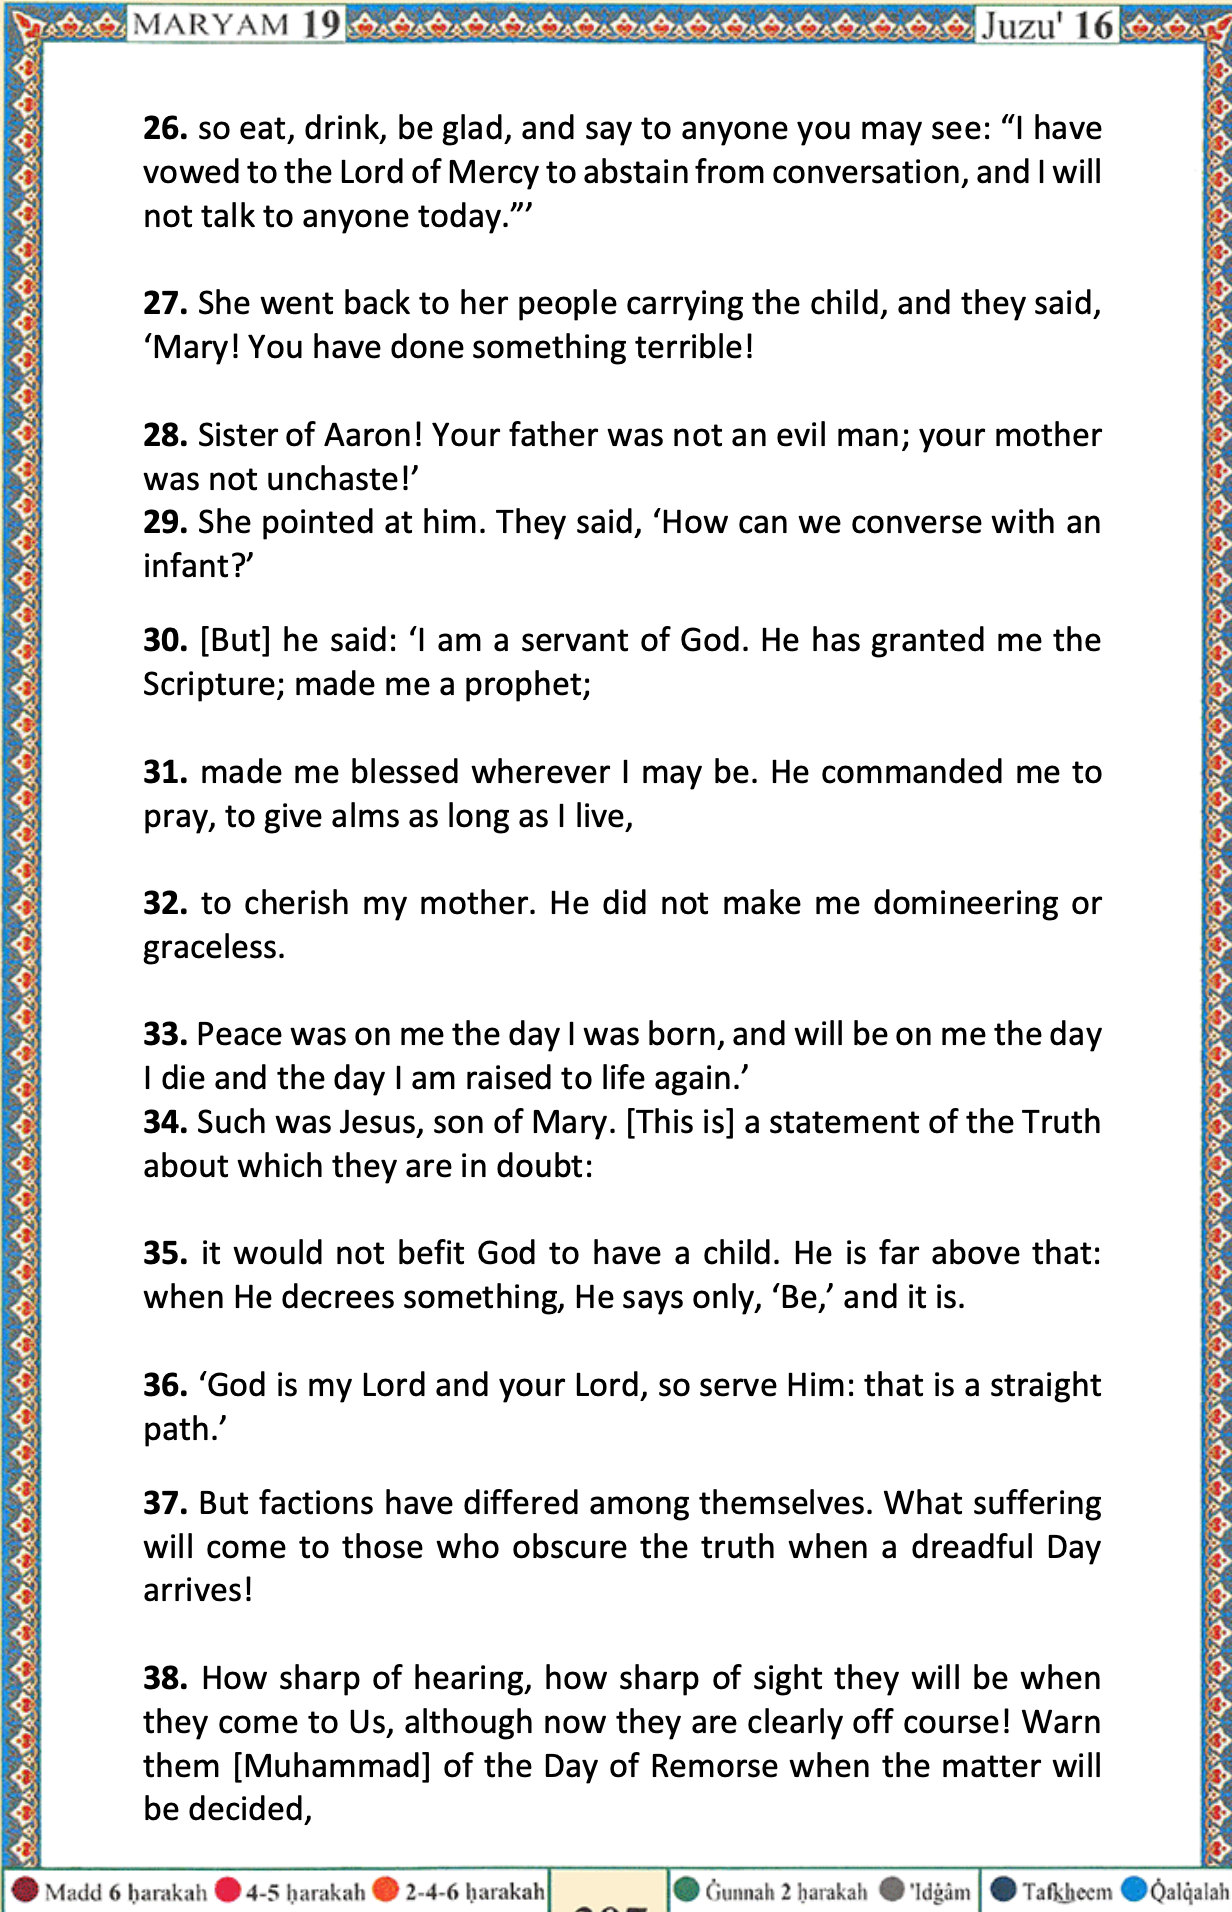 MARYAM 19 Juzu' 16
26. so eat, drink, be glad, and say to anyone you may see: “I have
vowed to the Lord of Mercy to abstain from conversation, and I will
not talk to anyone today.”’
27. She went back to her people carrying the child, and they said,
‘Mary! You have done something terrible!
28. Sister of Aaron! Your father was not an evil man; your mother
was not unchaste!’
29. She pointed at him. They said, ‘How can we converse with an
infant?’
30. [But] he said: ‘I am a servant of God. He has granted me the
Scripture; made me a prophet;
31. made me blessed wherever I may be. He commanded me to
pray, to give alms as long as I live,
32. to cherish my mother. He did not make me domineering or
graceless.
33. Peace was on me the day I was born, and will be on me the day
I die and the day I am raised to life again.’
34. Such was Jesus, son of Mary. [This is] a statement of the Truth
about which they are in doubt:
35. it would not befit God to have a child. He is far above that:
when He decrees something, He says only, ‘Be,’ and it is.
36. ‘God is my Lord and your Lord, so serve Him: that is a straight
path.’
37. But factions have differed among themselves. What suffering
will come to those who obscure the truth when a dreadful Day
arrives!
38. How sharp of hearing, how sharp of sight they will be when
they come to Us, although now they are clearly off course! Warn
them [Muhammad] of the Day of Remorse when the matter will
be decided,
Madd 6 ḥarakah 4-5 ḥarakah 2-4-6 ḥarakah Ġunnah 2 ḥarakah 'Idġâm Tafk͟heem Q̇alq̇alah